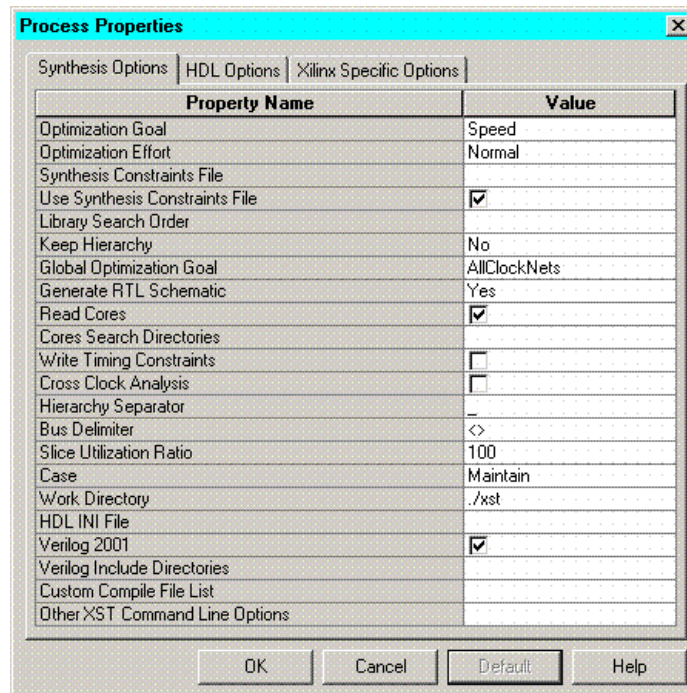 Process Properties
Synthesis Options HDL Options Xilinx Specific Options
Property Name Value
Optimization Goal Speed
Optimization Effort Normal
Synthesis Constraints File
Use Synthesis Constraints File
Library Search Order
Keep Hierarchy No
Global Optimization Goal AllClockNets
Generate RTL Schematic Yes
Read Cores
Cores Search Directories
Write Timing Constraints
Cross Clock Analysis
Hierarchy Separator _
Bus Delimiter <>
Slice Utilization Ratio 100
Case Maintain
Work Directory ./xst
HDL INI File
Verilog 2001
Verilog Include Directories
Custom Compile File List
Other XST Command Line Options
OK Cancel Default Help